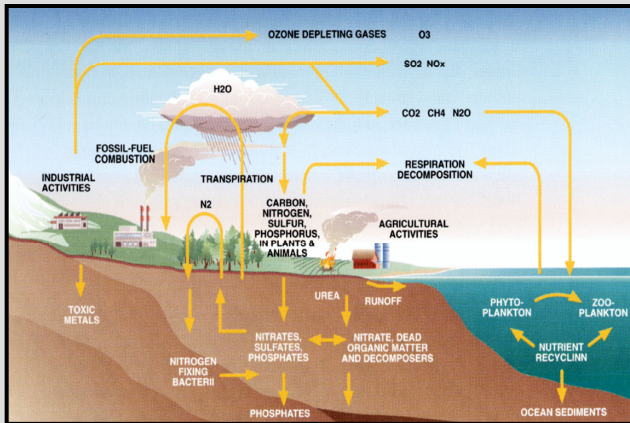 OZONE DEPLETING GASES O3
SO2 NOx
H2O
CO2 CH4 N2O
FOSSIL-FUEL
COMBUSTION
INDUSTRIAL
ACTIVITIES
TRANSPIRATION
RESPIRATION
DECOMPOSITION
N2
CARBON,
NITROGEN,
SULFUR,
PHOSPHORUS,
IN PLANTS &
ANIMALS
AGRICULTURAL
ACTIVITIES
TOXIC
METALS
UREA
RUNOFF
PHYTO-
PLANKTON
ZOO-
PLANKTON
NITRATES,
SULFATES,
PHOSPHATES
NITRATE, DEAD
ORGANIC MATTER
AND DECOMPOSERS
NUTRIENT
RECYCLINN
NITROGEN
FIXING
BACTERII
PHOSPHATES
OCEAN SEDIMENTS